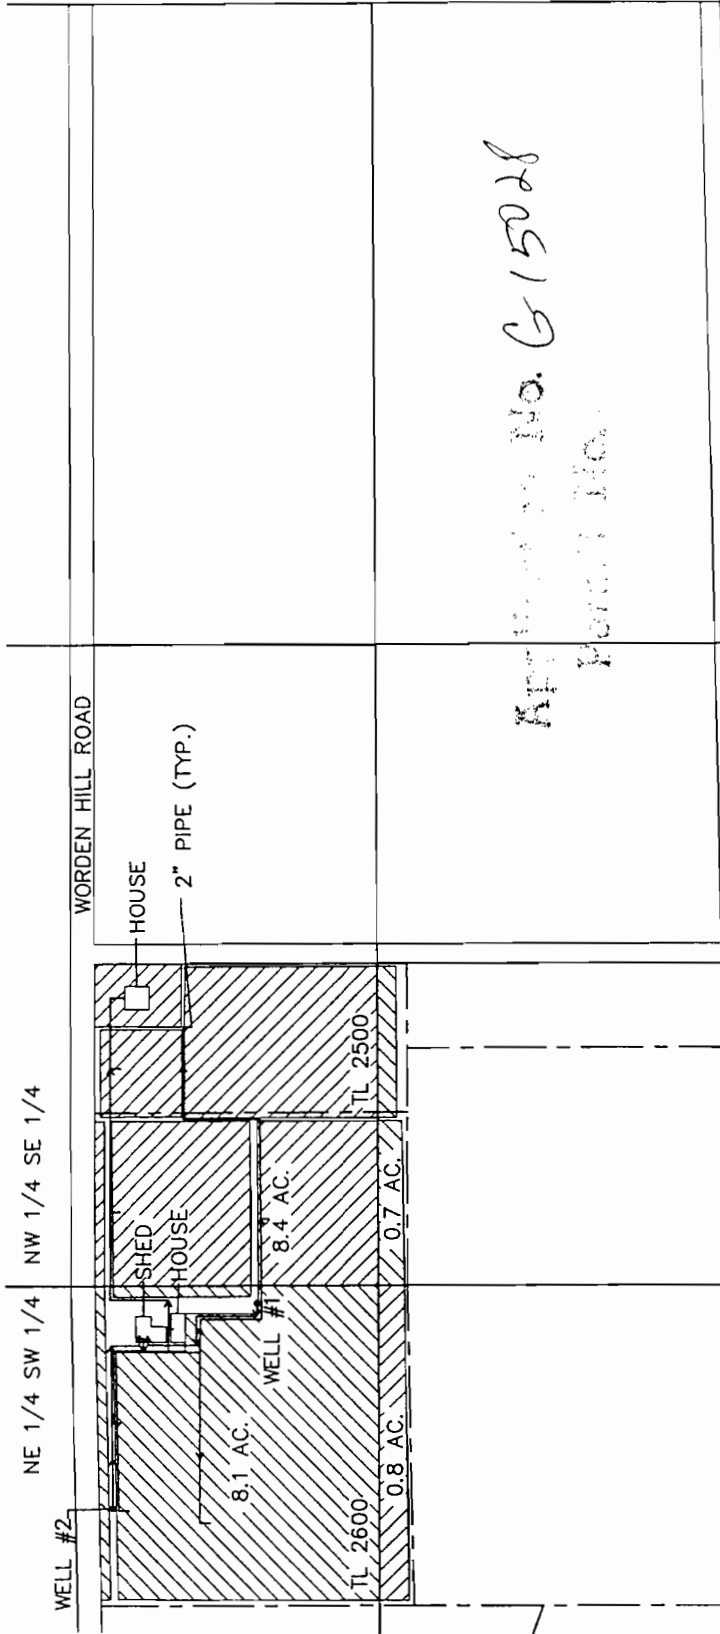 NE 1/4 SW 1/4
NW 1/4 SE 1/4
WELL #2
WORDEN HILL ROAD
HOUSE
2" PIPE (TYP.)
SHED
HOUSE
WELL #1
8.1 AC.
8.4 AC.
TL 2600
TL 2500
0.8 AC.
0.7 AC.
No. G 15028